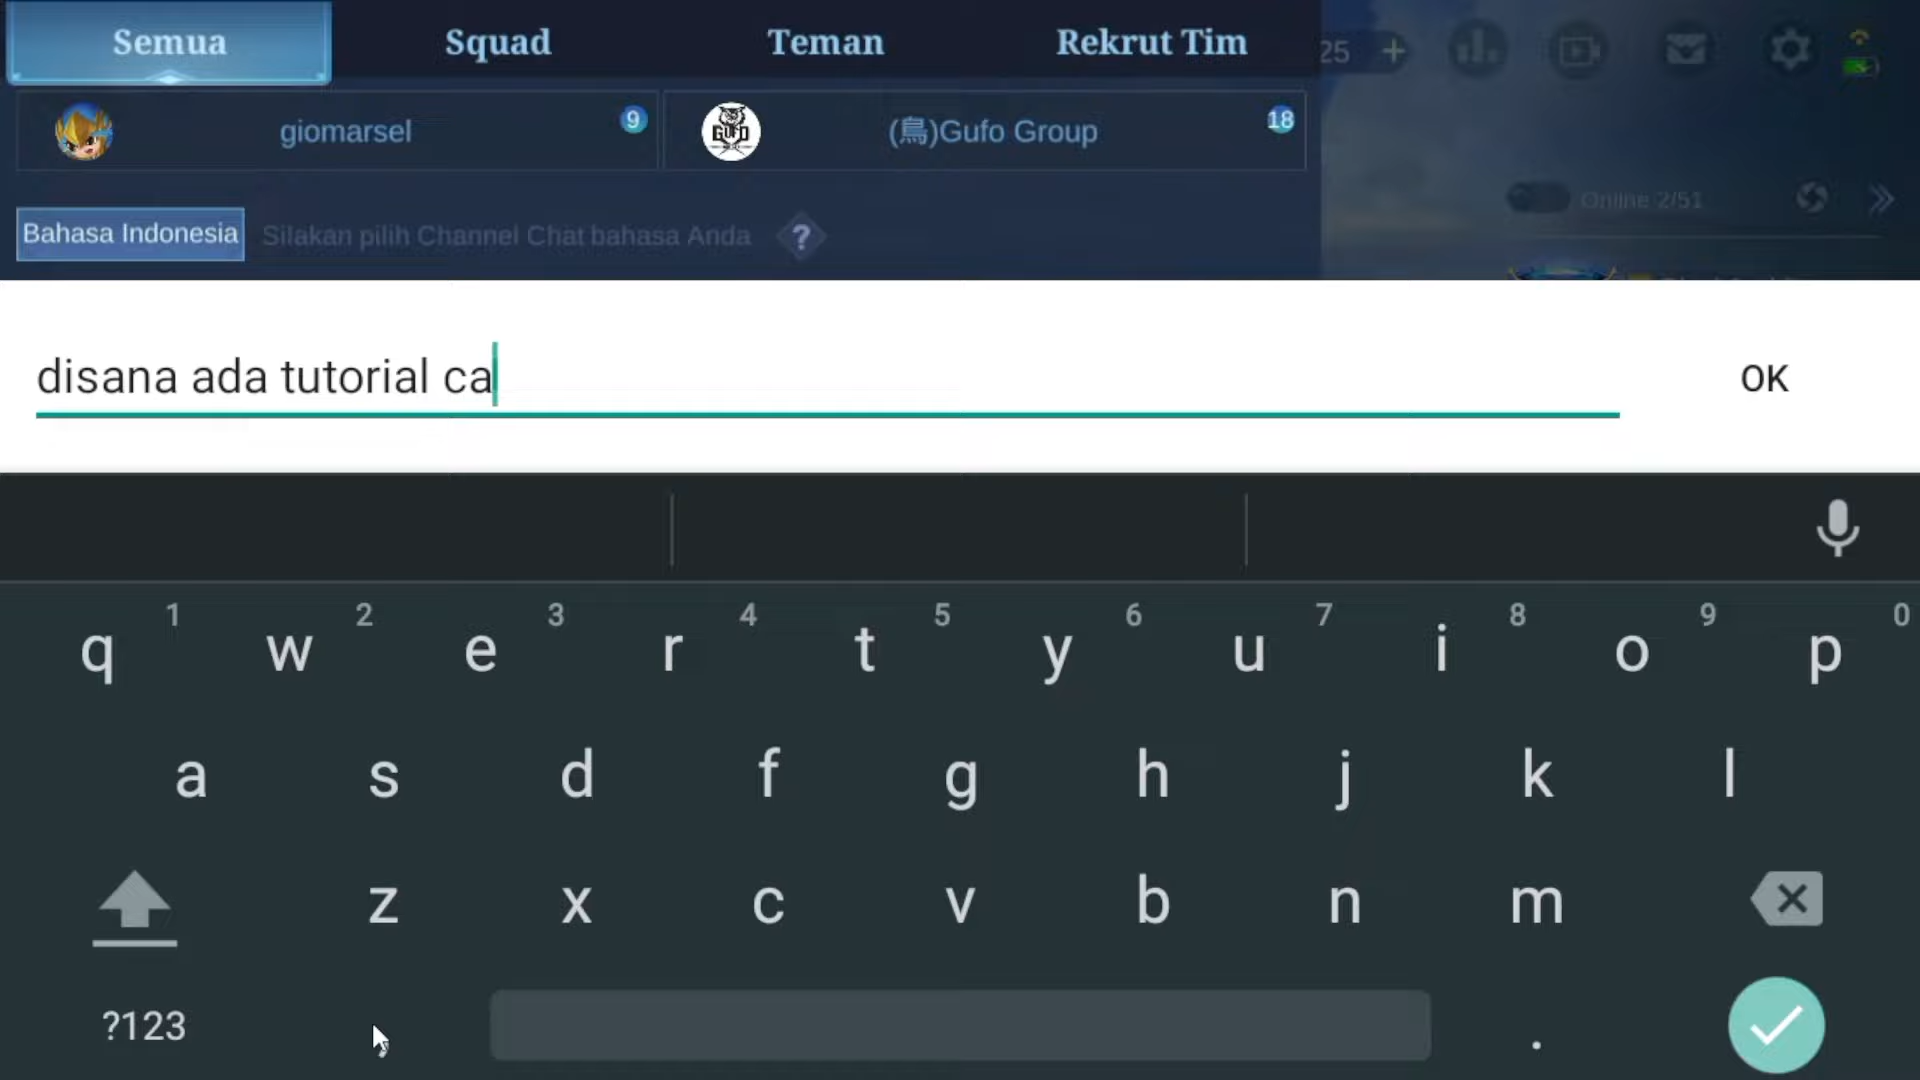 Semua
Squad
Teman
Rekrut Tim
25 +
giomarsel
9
GUFO
(鳥)Gufo Group
18
Bahasa Indonesia
Silakan pilih Channel Chat bahasa Anda
?
Online 2/51
disana ada tutorial ca
OK
1 2 3 4 5 6 7 8 9 0
q w e r t y u i o p
a s d f g h j k l
z x c v b n m
?123
.